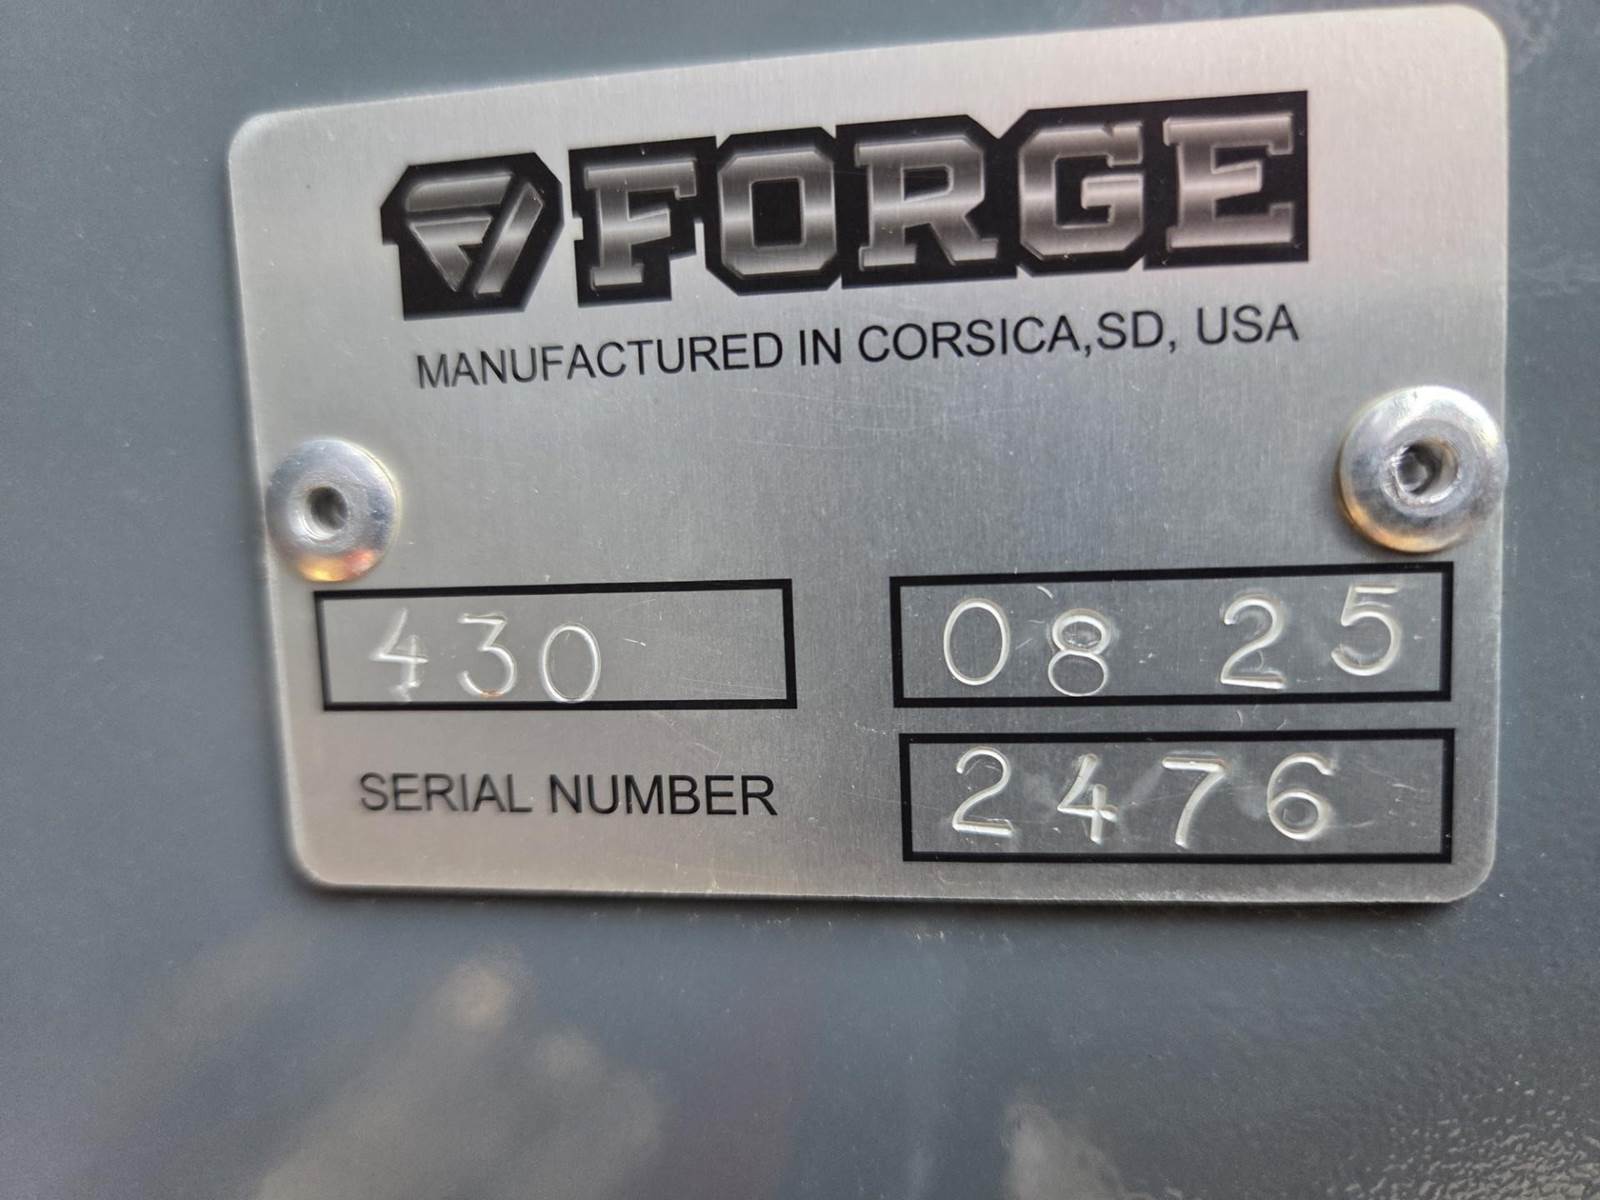 FORGE
MANUFACTURED IN CORSICA,SD, USA
430
08 25
SERIAL NUMBER
2476